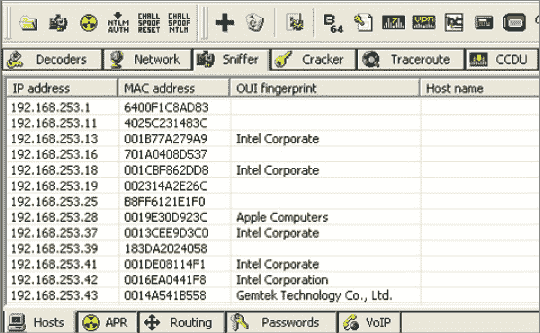 NTLM AUTH CHALL SPOOF RESET CHALL SPOOF NTLM B 64 VPN
Decoders Network Sniffer Cracker Traceroute CCDU
IP address MAC address OUI fingerprint Host name
192.168.253.1 6400F1C8AD83
192.168.253.11 4025C231483C
192.168.253.13 001B77A279A9 Intel Corporate
192.168.253.16 701A0408D537
192.168.253.18 001CBF862DD8 Intel Corporate
192.168.253.19 002314A2E26C
192.168.253.25 B8FF6121E1F0
192.168.253.28 0019E30D923C Apple Computers
192.168.253.37 0013CEE9D3C0 Intel Corporate
192.168.253.39 183DA2024058
192.168.253.41 001DE08114F1 Intel Corporate
192.168.253.42 0016EA0441F8 Intel Corporation
192.168.253.43 0014A541B558 Gemtek Technology Co., Ltd.
Hosts APR Routing Passwords VoIP